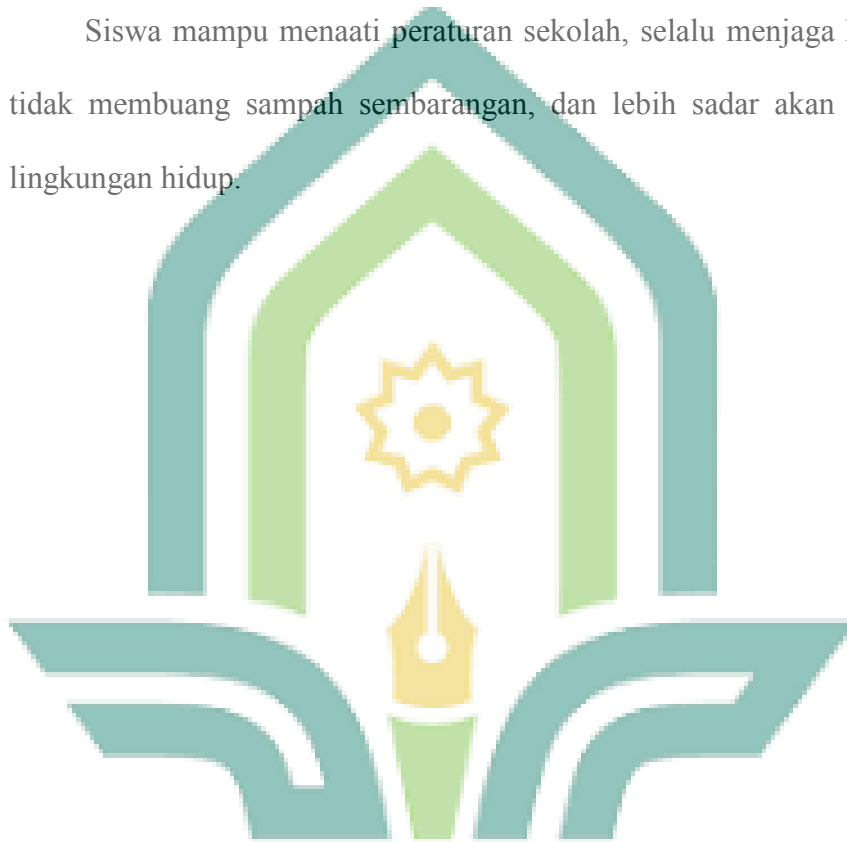 Siswa mampu menaati peraturan sekolah, selalu menjaga
tidak membuang sampah sembarangan, dan lebih sadar akan
lingkungan hidup.